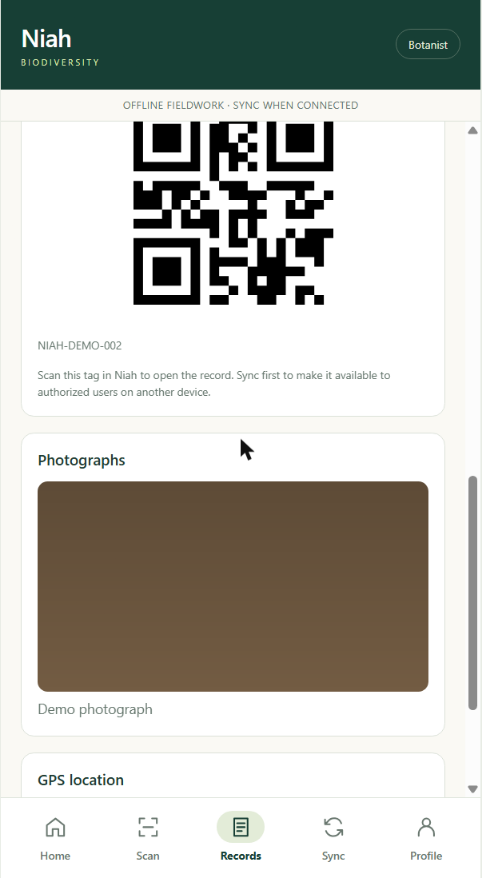 Niah
BIODIVERSITY
Botanist
OFFLINE FIELDWORK · SYNC WHEN CONNECTED
NIAH-DEMO-002
Scan this tag in Niah to open the record. Sync first to make it available to
authorized users on another device.
Photographs
Demo photograph
GPS location
Home
Scan
Records
Sync
Profile